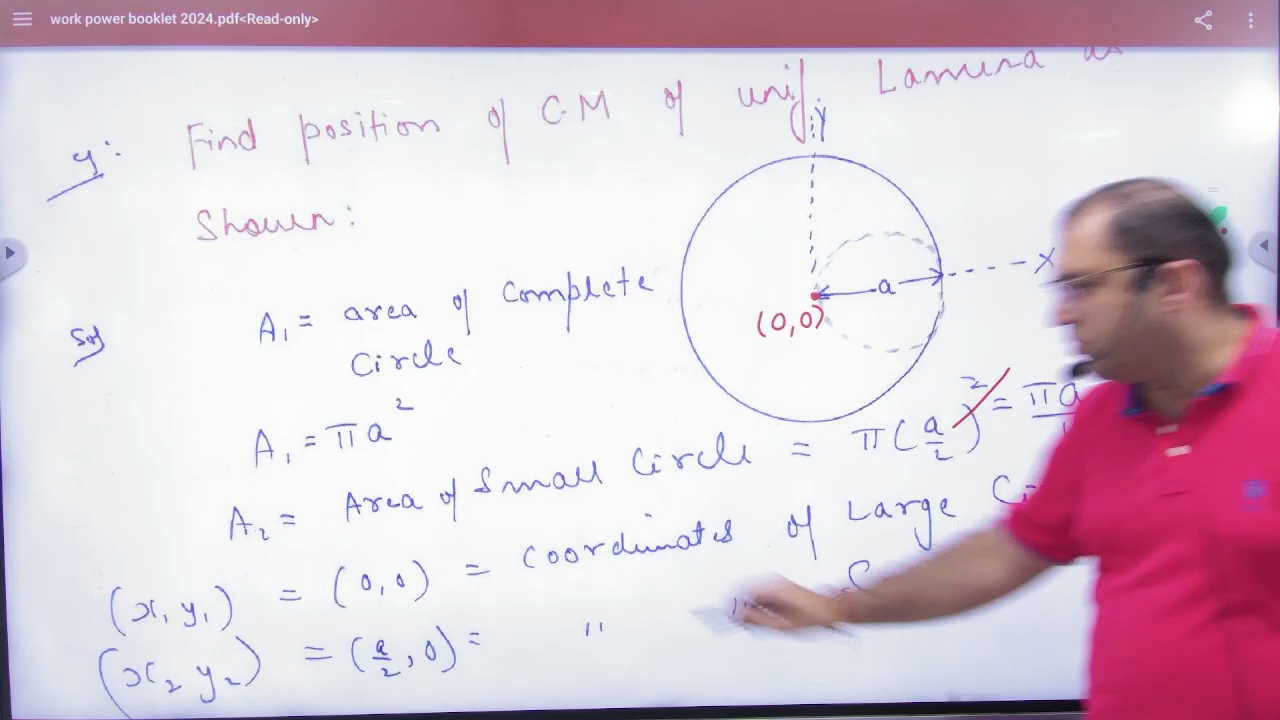 work power booklet 2024.pdf<Read-only>
Find position of C.M of unif. Lamina as
Shown:
Y
X
a
(0,0)
Sol
A₁ = area of complete
Circle
A₁ = πa²
A₂ = Area of Small Circle = π(a/2)² = πa
(x₁ y₁) = (0,0) = Coordinates of Large
(x₂ y₂) = (a/2, 0) = " "